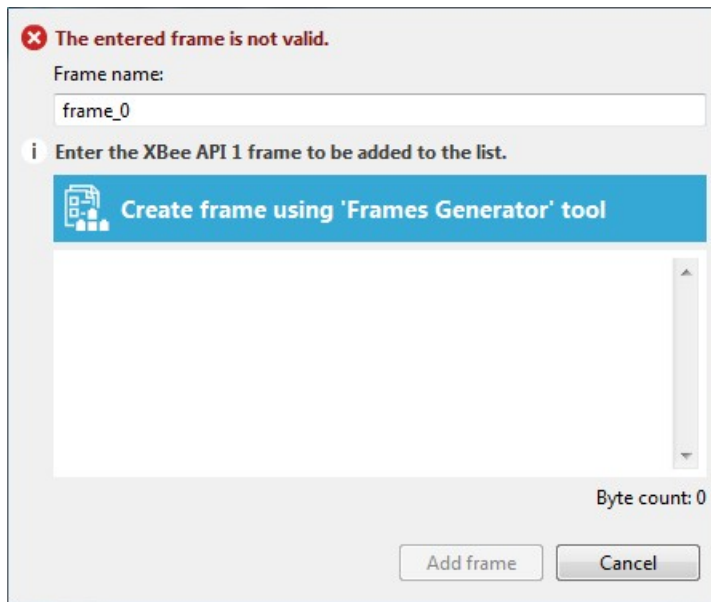 The entered frame is not valid.
Frame name:
frame_0
i Enter the XBee API 1 frame to be added to the list.
Create frame using 'Frames Generator' tool
Byte count: 0
Add frame Cancel